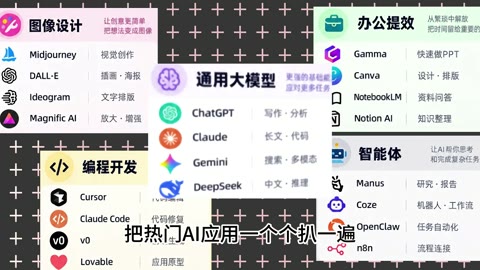 图像设计
让创意更简单
把想法变成图像
Midjourney 视觉创作
DALL·E 插画·海报
Ideogram 文字排版
Magnific AI 放大·增强
办公提效
从繁琐中解放
把时间留给重要的
Gamma 快速做PPT
Canva 设计·排版
NotebookLM 资料问答
Notion AI 知识整理
通用大模型
更强的基础能
应对更多任务
ChatGPT 写作·分析
Claude 长文·代码
Gemini 搜索·多模态
DeepSeek 中文·推理
编程开发
Cursor
Claude Code 代码修复
v0
Lovable 应用原型
智能体
让AI帮你思考
和完成复杂任务
Manus 研究·报告
Coze 机器人·工作流
OpenClaw 任务自动化
n8n 流程连接
把热门AI应用一个个扒一遍